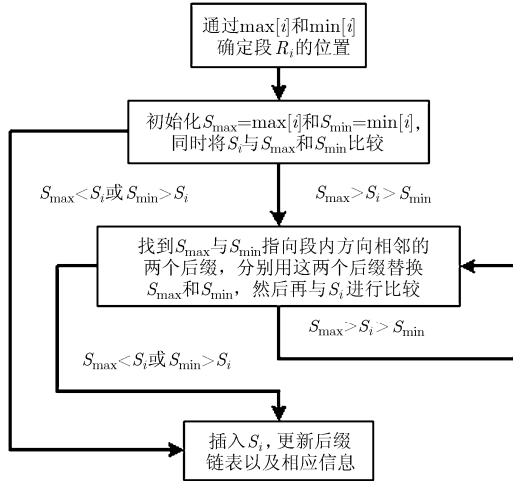 通过max[i]和min[i]
确定段 Rᵢ的位置
初始化Smax=max[i]和Smin=min[i],
同时将Si与Smax和Smin比较
Smax<Si或Smin>Si
Smax>Si>Smin
找到Smax与Smin指向段内方向相邻的
两个后缀，分别用这两个后缀替换
Smax和Smin，然后再与Si进行比较
Smax>Si>Smin
Smax<Si或Smin>Si
插入Si，更新后缀
链表以及相应信息